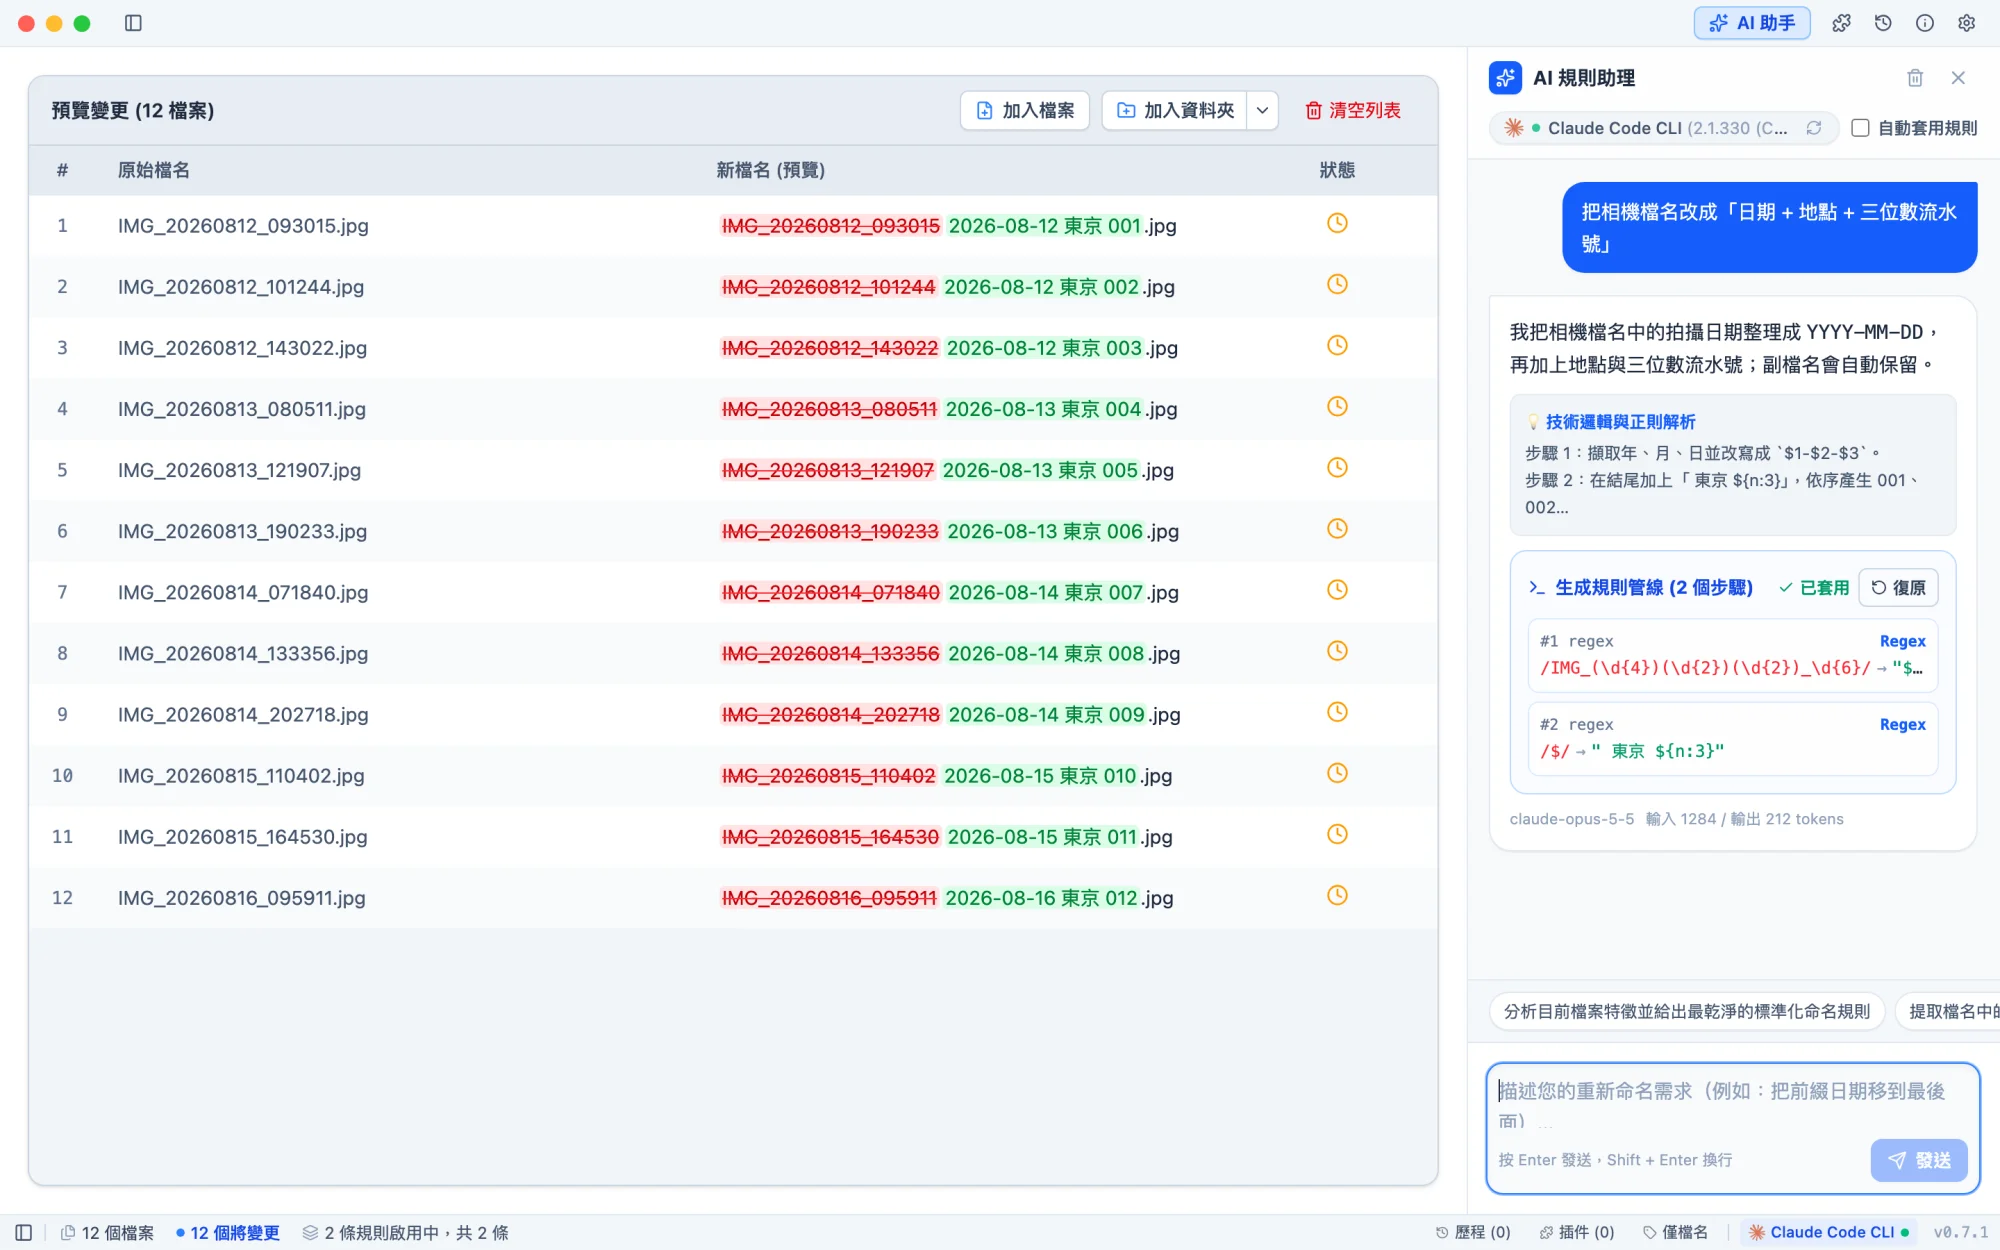 AI 助手
預覽變更 (12 檔案)
加入檔案
加入資料夾
清空列表
# 原始檔名 新檔名 (預覽) 狀態
1 IMG_20260812_093015.jpg IMG_20260812_093015 2026-08-12 東京 001.jpg
2 IMG_20260812_101244.jpg IMG_20260812_101244 2026-08-12 東京 002.jpg
3 IMG_20260812_143022.jpg IMG_20260812_143022 2026-08-12 東京 003.jpg
4 IMG_20260813_080511.jpg IMG_20260813_080511 2026-08-13 東京 004.jpg
5 IMG_20260813_121907.jpg IMG_20260813_121907 2026-08-13 東京 005.jpg
6 IMG_20260813_190233.jpg IMG_20260813_190233 2026-08-13 東京 006.jpg
7 IMG_20260814_071840.jpg IMG_20260814_071840 2026-08-14 東京 007.jpg
8 IMG_20260814_133356.jpg IMG_20260814_133356 2026-08-14 東京 008.jpg
9 IMG_20260814_202718.jpg IMG_20260814_202718 2026-08-14 東京 009.jpg
10 IMG_20260815_110402.jpg IMG_20260815_110402 2026-08-15 東京 010.jpg
11 IMG_20260815_164530.jpg IMG_20260815_164530 2026-08-15 東京 011.jpg
12 IMG_20260816_095911.jpg IMG_20260816_095911 2026-08-16 東京 012.jpg
AI 規則助理
Claude Code CLI (2.1.330 (C...
自動套用規則
把相機檔名改成「日期 + 地點 + 三位數流水
號」
我把相機檔名中的拍攝日期整理成 YYYY-MM-DD，
再加上地點與三位數流水號；副檔名會自動保留。
💡 技術邏輯與正則解析
步驟 1：擷取年、月、日並改寫成 `$1-$2-$3`。
步驟 2：在結尾加上「 東京 ${n:3}」，依序產生 001、
002...
生成規則管線 (2 個步驟)
已套用
復原
#1 regex Regex
/IMG_(\d{4})(\d{2})(\d{2})_\d{6}/ → "$…
#2 regex Regex
/$/ → " 東京 ${n:3}"
claude-opus-5-5 輸入 1284 / 輸出 212 tokens
分析目前檔案特徵並給出最乾淨的標準化命名規則
提取檔名中的
描述您的重新命名需求（例如：把前綴日期移到最後
面）...
按 Enter 發送，Shift + Enter 換行
發送
12 個檔案
12 個將變更
2 條規則啟用中，共 2 條
歷程 (0)
插件 (0)
僅檔名
Claude Code CLI
v0.7.1